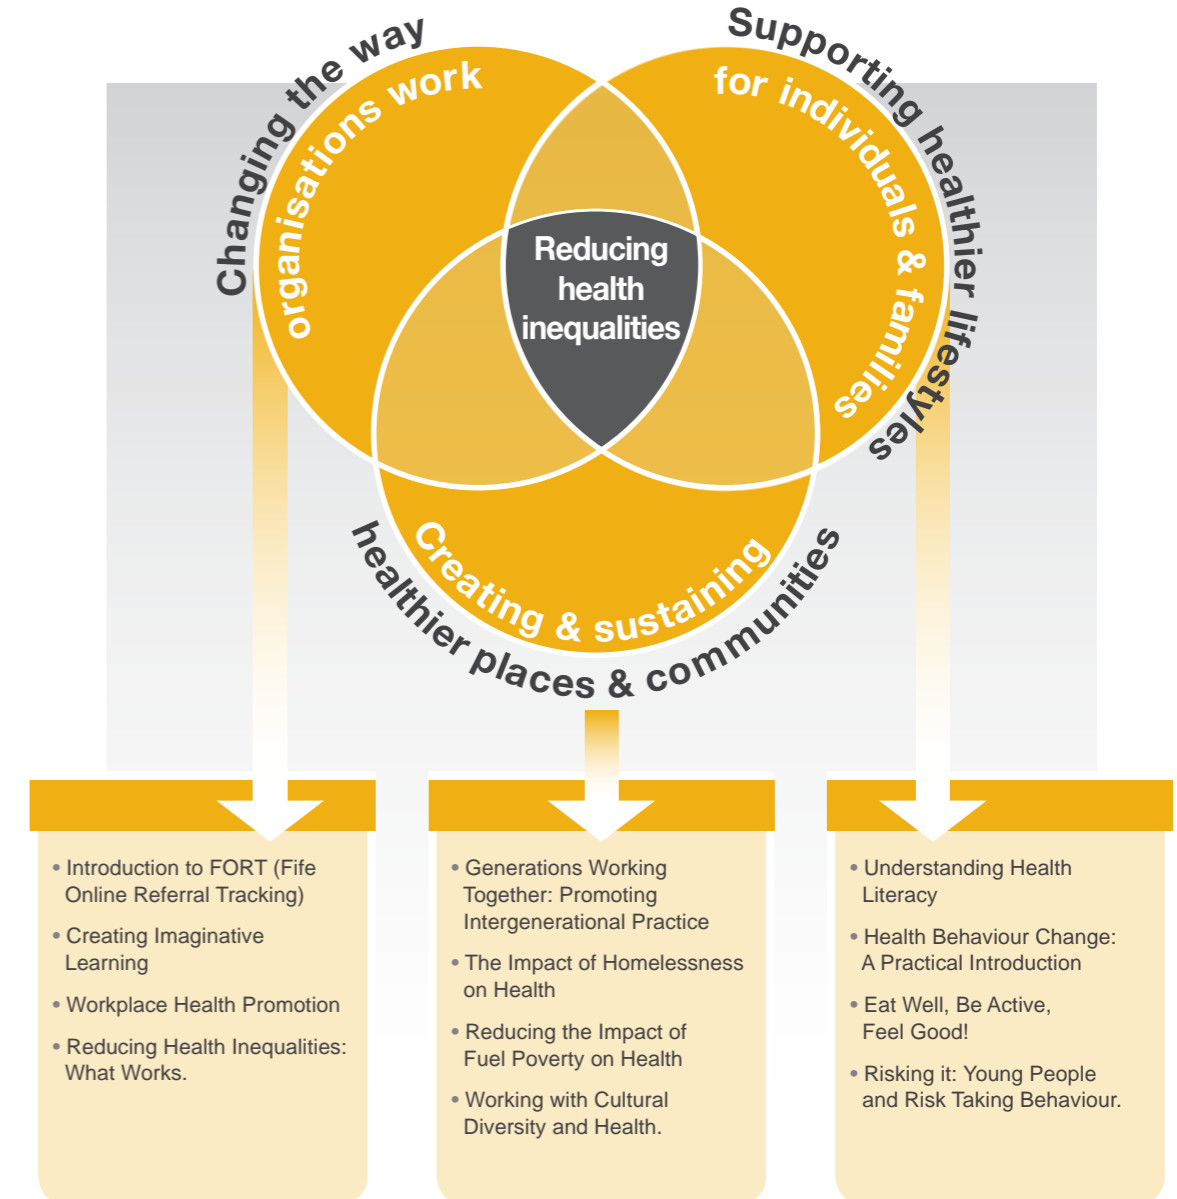 Changing the way
organisations work
Supporting healthier lifestyles
for individuals & families
Reducing
health
inequalities
Creating & sustaining
healthier places & communities
• Introduction to FORT (Fife
Online Referral Tracking)
• Creating Imaginative
Learning
• Workplace Health Promotion
• Reducing Health Inequalities:
What Works.
• Generations Working
Together: Promoting
Intergenerational Practice
• The Impact of Homelessness
on Health
• Reducing the Impact of
Fuel Poverty on Health
• Working with Cultural
Diversity and Health.
• Understanding Health
Literacy
• Health Behaviour Change:
A Practical Introduction
• Eat Well, Be Active,
Feel Good!
• Risking it: Young People
and Risk Taking Behaviour.